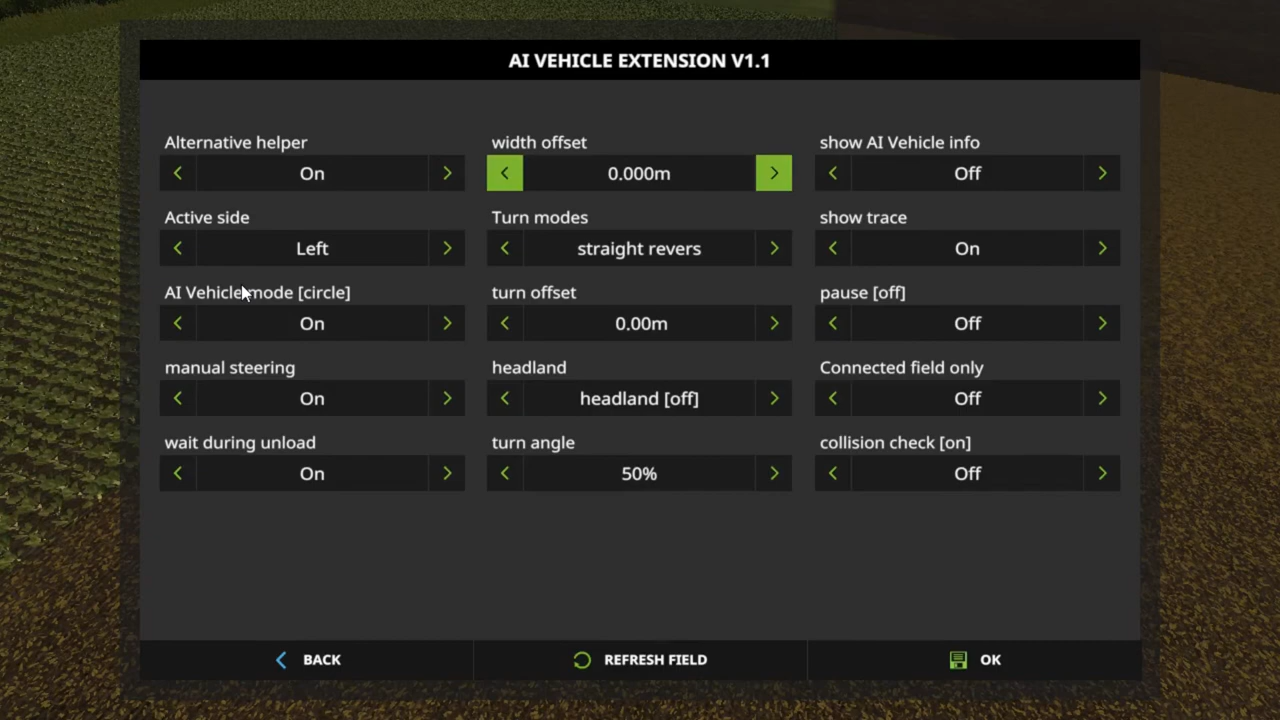 AI VEHICLE EXTENSION V1.1
Alternative helper
On
width offset
0.000m
show AI Vehicle info
Off
Active side
Left
Turn modes
straight revers
show trace
On
AI Vehicle mode [circle]
On
turn offset
0.00m
pause [off]
Off
manual steering
On
headland
headland [off]
Connected field only
Off
wait during unload
On
turn angle
50%
collision check [on]
Off
BACK
REFRESH FIELD
OK